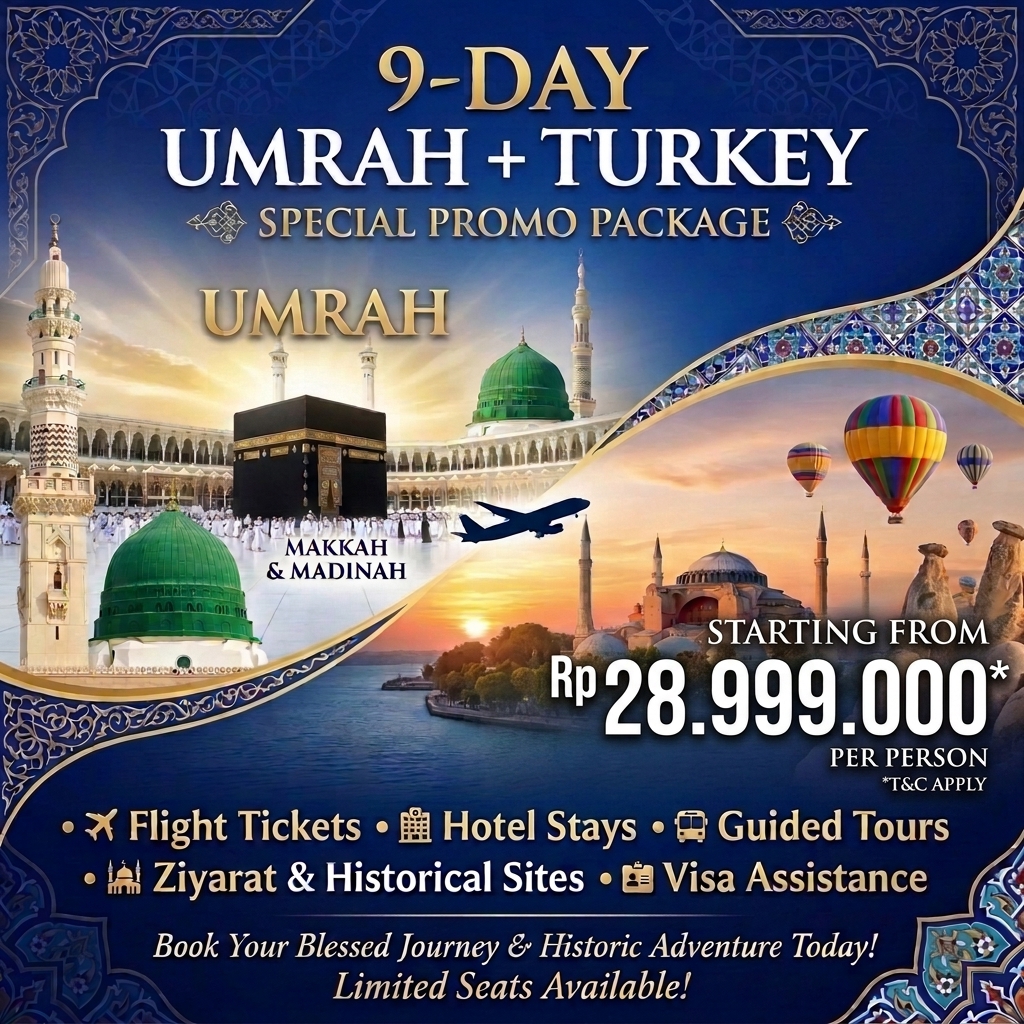 9-DAY
UMRAH + TURKEY
SPECIAL PROMO PACKAGE
UMRAH
MAKKAH
& MADINAH
STARTING FROM
Rp 28.999.000*
PER PERSON
*T&C APPLY
• Flight Tickets • Hotel Stays • Guided Tours
• Ziyarat & Historical Sites • Visa Assistance
Book Your Blessed Journey & Historic Adventure Today!
Limited Seats Available!